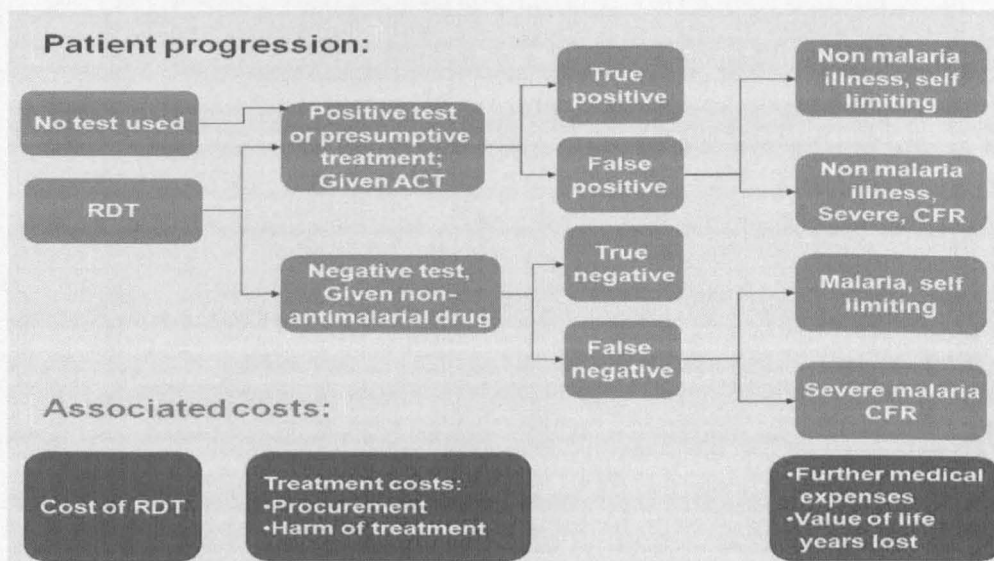 Patient progression:
No test used
RDT
Positive test
or presumptive
treatment;
Given ACT
Negative test,
Given non-
antimalarial drug
True
positive
False
positive
True
negative
False
negative
Non malaria
illness, self
limiting
Non malaria
illness,
Severe, CFR
Malaria, self
limiting
Severe malaria
CFR
Associated costs:
Cost of RDT
Treatment costs:
•Procurement
•Harm of treatment
•Further medical
expenses
•Value of life
years lost